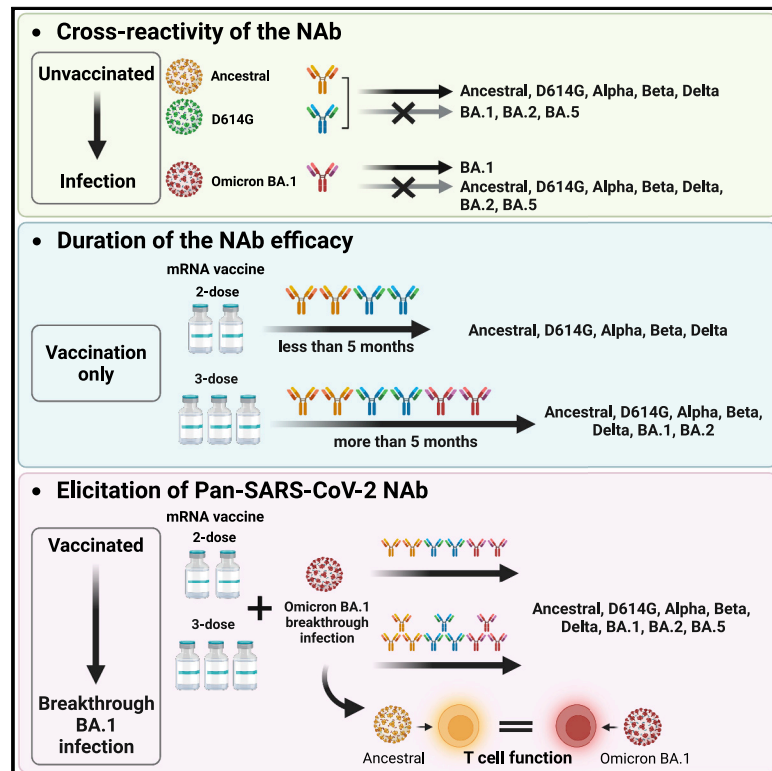 • Cross-reactivity of the NAb
Unvaccinated
Infection
Ancestral
D614G
Ancestral, D614G, Alpha, Beta, Delta
BA.1, BA.2, BA.5
Omicron BA.1
BA.1
Ancestral, D614G, Alpha, Beta, Delta,
BA.2, BA.5
• Duration of the NAb efficacy
Vaccination
only
mRNA vaccine
2-dose
less than 5 months
Ancestral, D614G, Alpha, Beta, Delta
3-dose
more than 5 months
Ancestral, D614G, Alpha, Beta,
Delta, BA.1, BA.2
• Elicitation of Pan-SARS-CoV-2 NAb
Vaccinated
Breakthrough
BA.1
infection
mRNA vaccine
2-dose
3-dose
+
Omicron BA.1
breakthrough
infection
Ancestral, D614G, Alpha, Beta,
Delta, BA.1, BA.2, BA.5
Ancestral
=
T cell function
Omicron BA.1